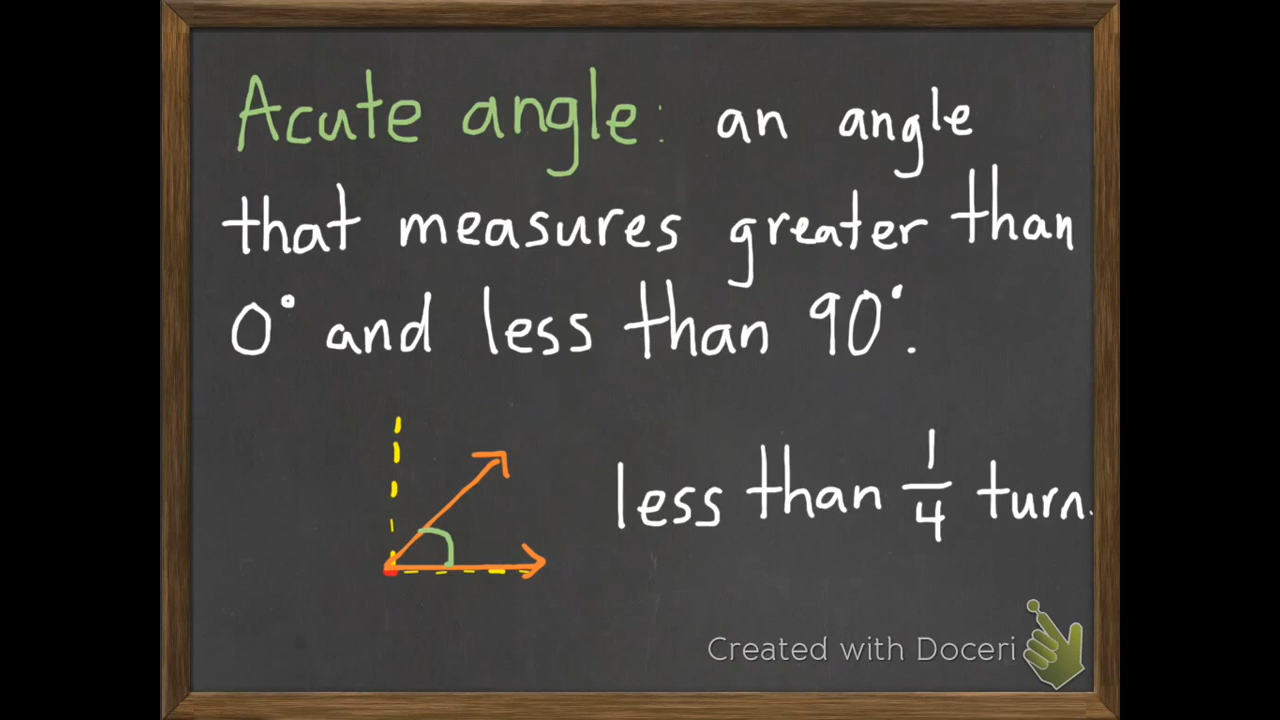 Acute angle: an angle
that measures greater than
0° and less than 90°.
less than 1/4 turn.
Created with Doceri